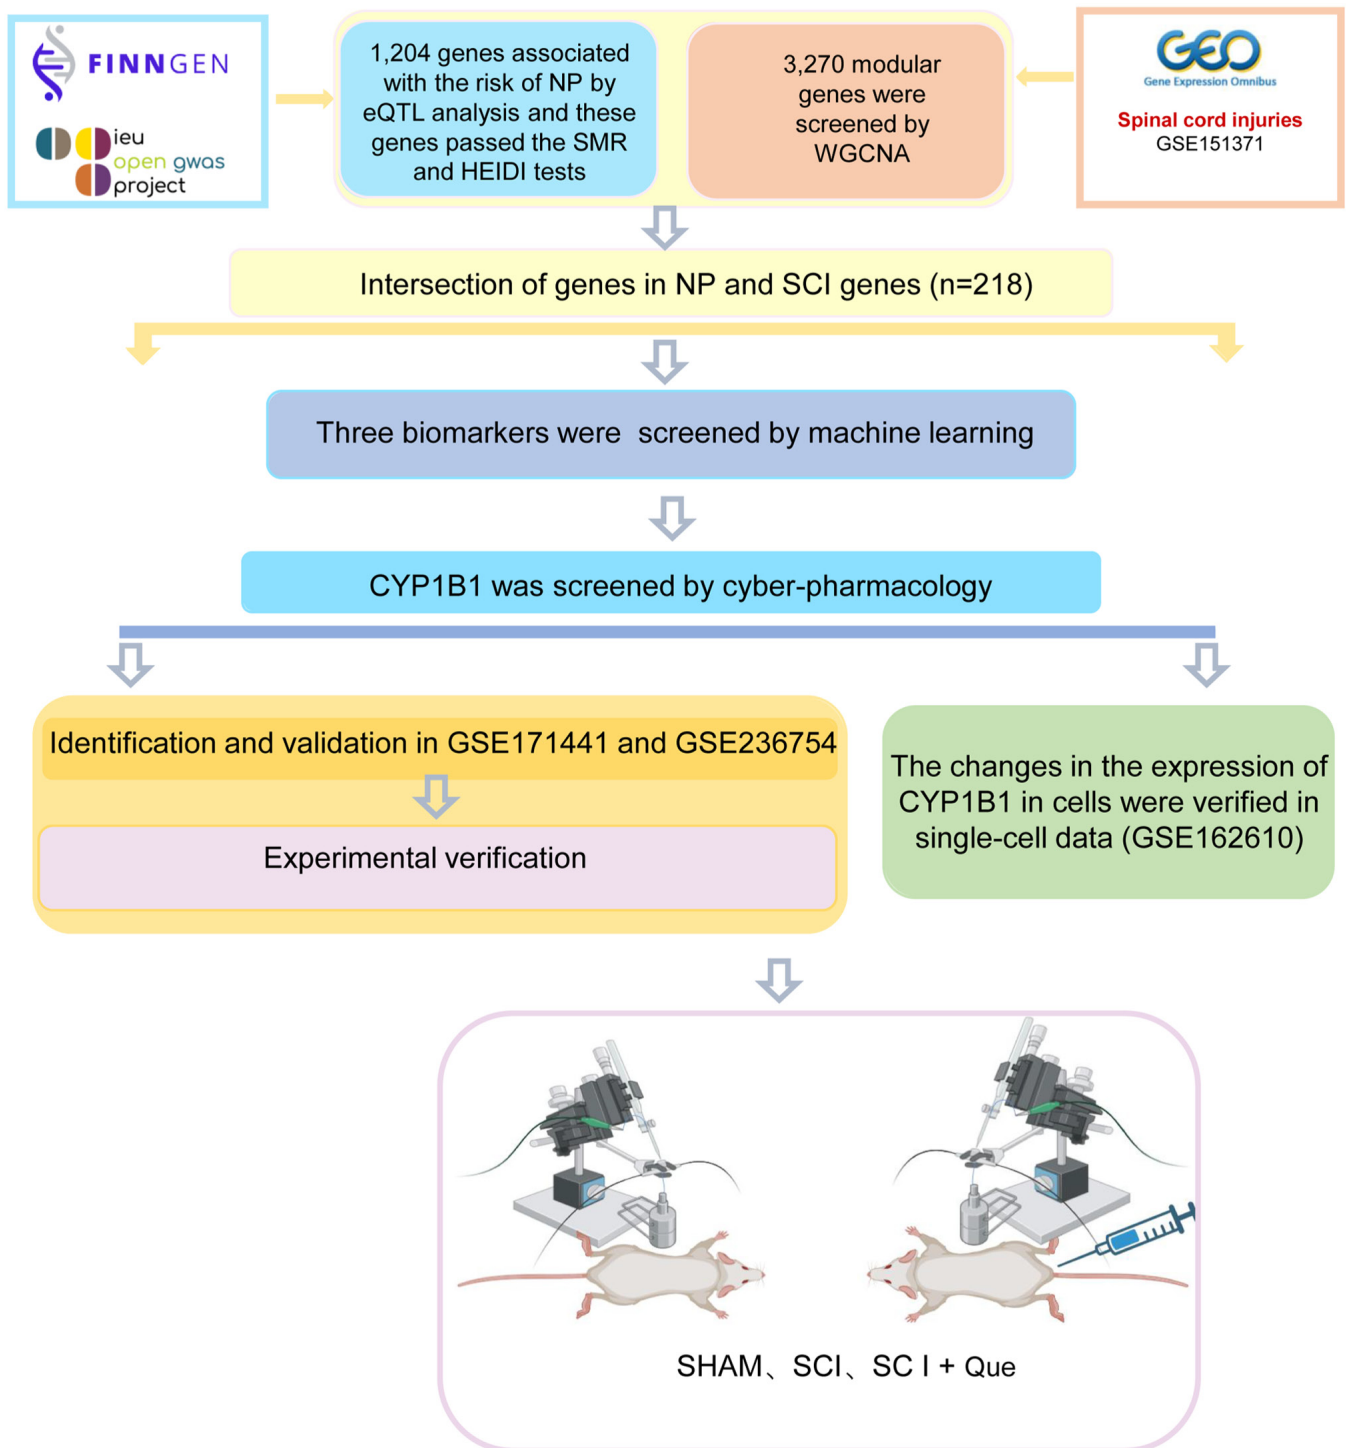 FINNGEN
ieu
open gwas
project
1,204 genes associated
with the risk of NP by
eQTL analysis and these
genes passed the SMR
and HEIDI tests
3,270 modular
genes were
screened by
WGCNA
GEO
Gene Expression Omnibus
Spinal cord injuries
GSE151371
Intersection of genes in NP and SCI genes (n=218)
Three biomarkers were screened by machine learning
CYP1B1 was screened by cyber-pharmacology
Identification and validation in GSE171441 and GSE236754
Experimental verification
The changes in the expression of
CYP1B1 in cells were verified in
single-cell data (GSE162610)
SHAM、SCI、SC I + Que